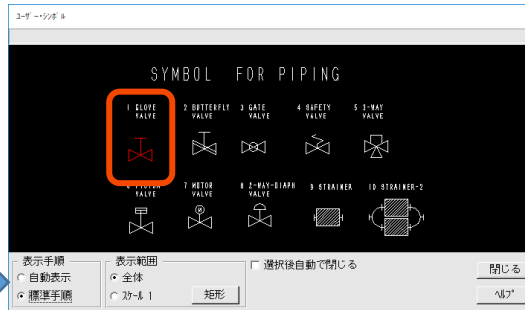 ユーザー・シンボル
SYMBOL FOR PIPING
1 GLOVE VALVE
2 BUTTERFLY VALVE
3 GATE VALVE
4 SAFETY VALVE
5 3-WAY VALVE
VALVE
7 MOTOR VALVE
8 2-WAY-DIAPH VALVE
9 STRAINER
10 STRAINER-2
表示手順
自動表示
標準手順
表示範囲
全体
スケール 1
矩形
選択後自動で閉じる
閉じる
ヘルプ